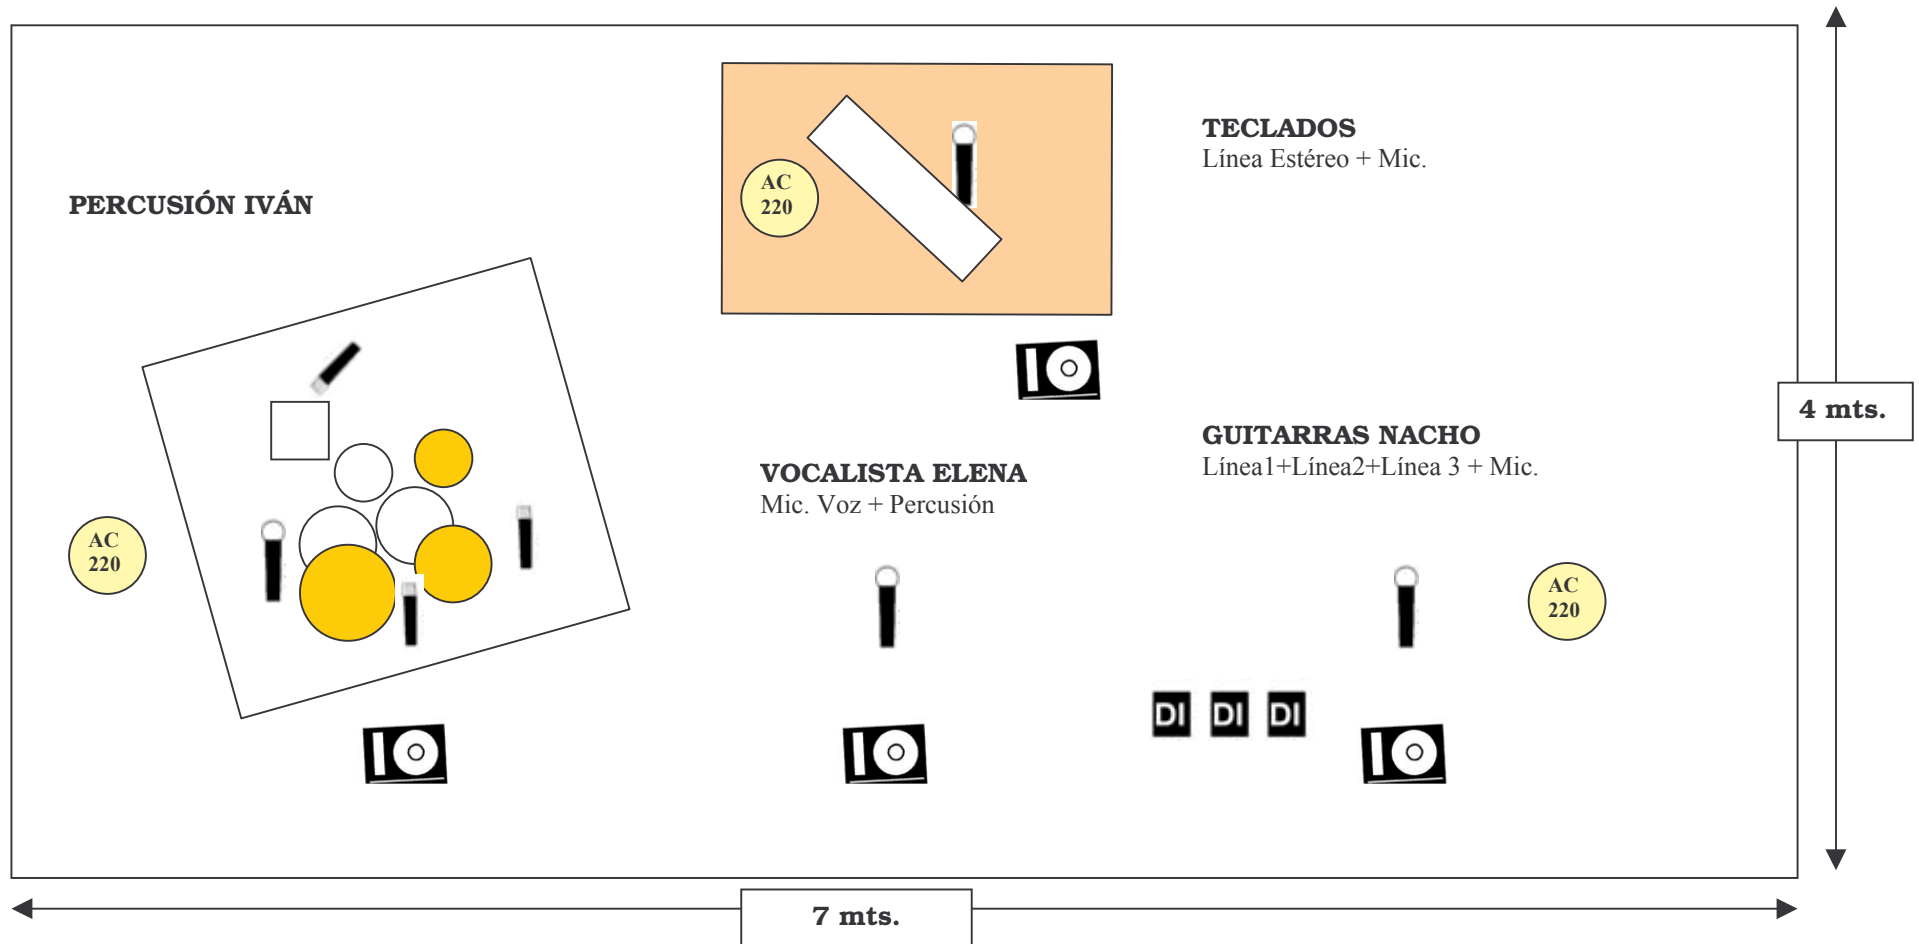 TECLADOS
Línea Estéreo + Mic.
AC
220
PERCUSIÓN IVÁN
4 mts.
GUITARRAS NACHO
Línea1+Línea2+Línea 3 + Mic.
VOCALISTA ELENA
Mic. Voz + Percusión
AC
220
AC
220
DI DI DI
7 mts.